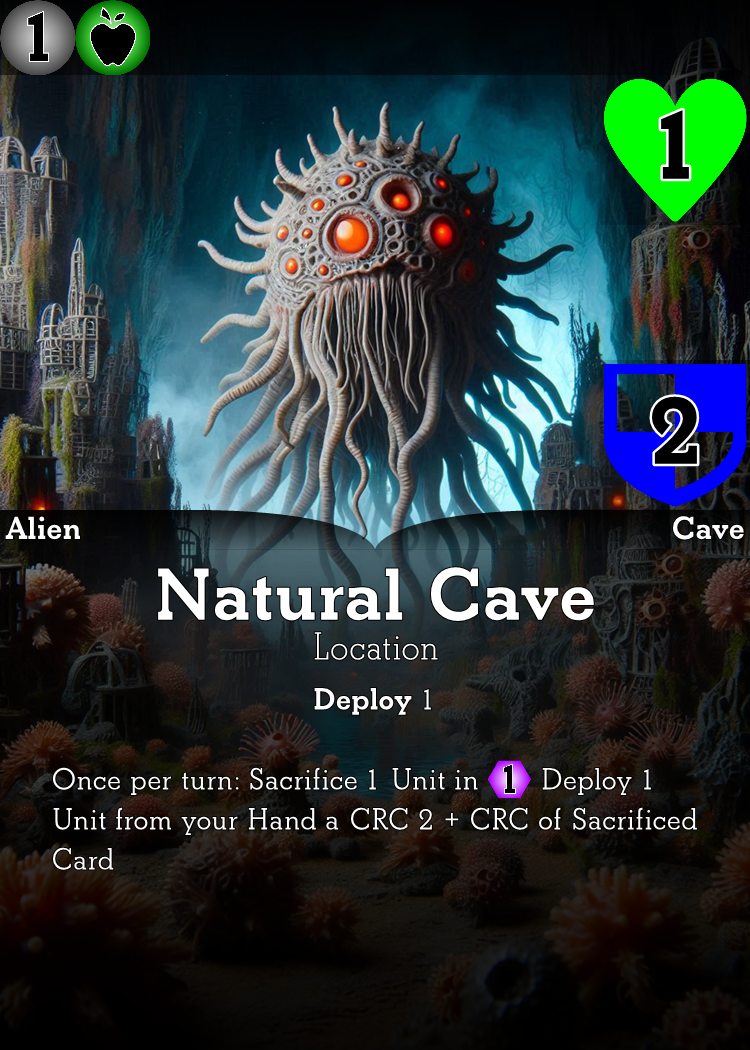 1
1
2
Alien
Cave
Natural Cave
Location
Deploy 1
Once per turn: Sacrifice 1 Unit in 1 Deploy 1
Unit from your Hand a CRC 2 + CRC of Sacrificed
Card